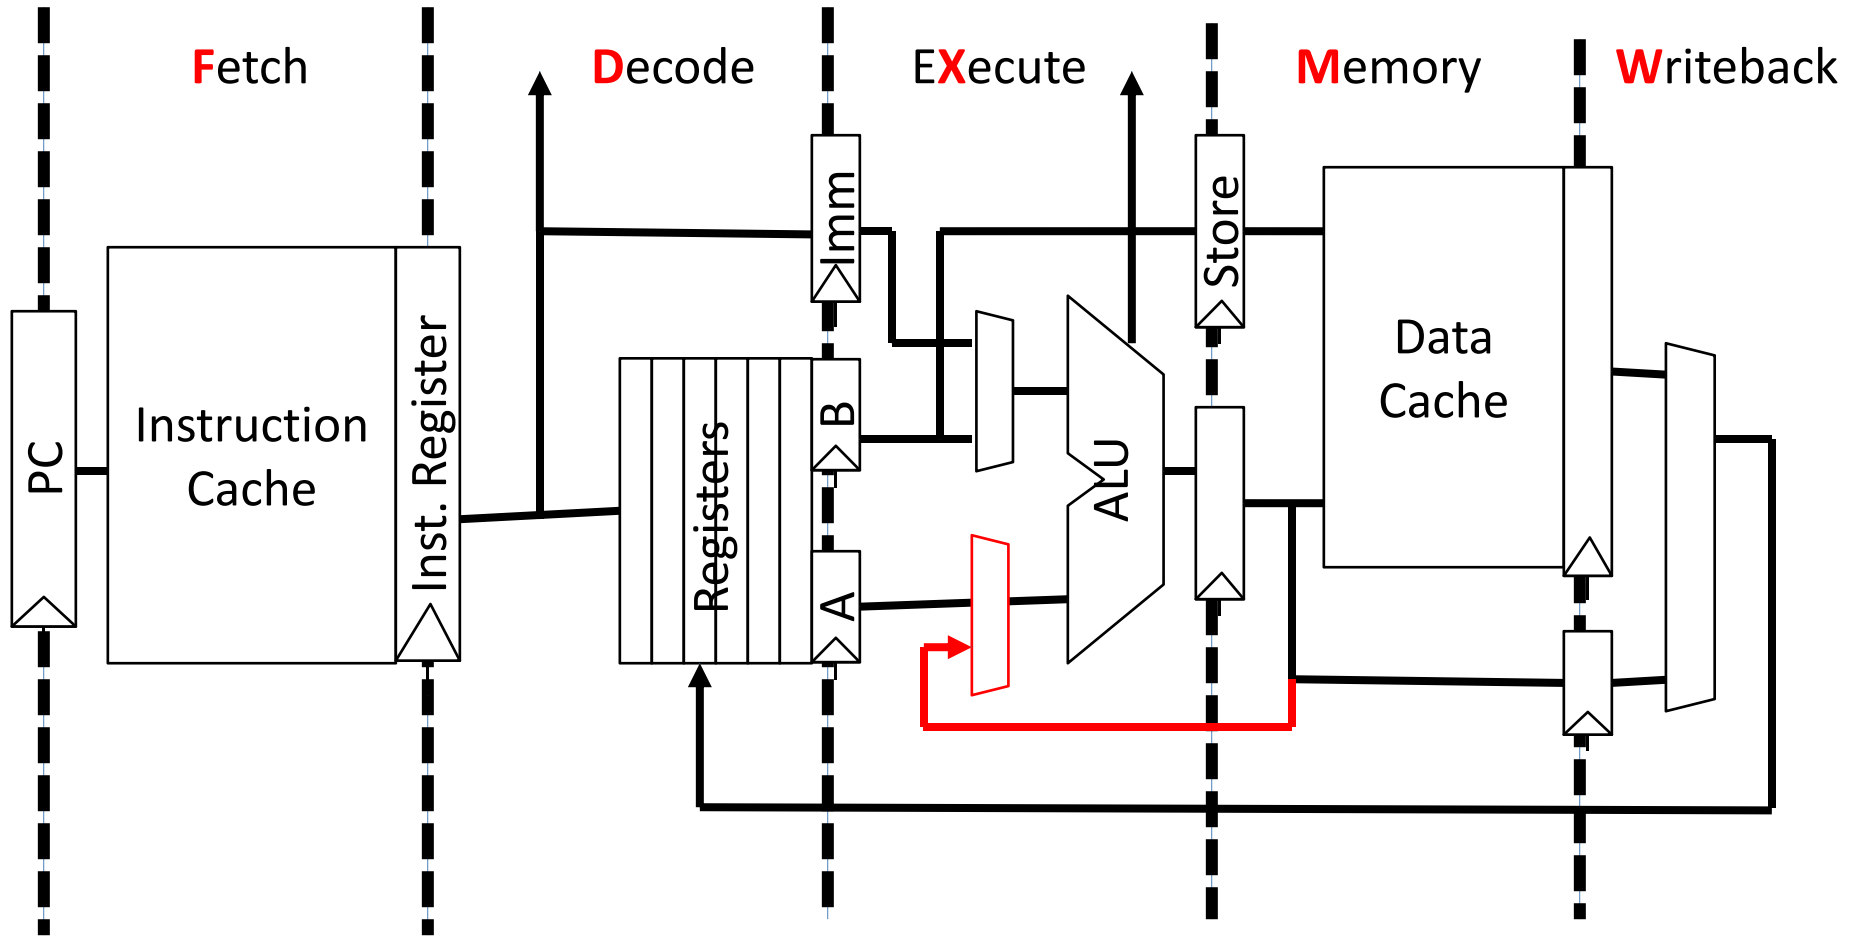 Fetch
Decode
EXecute
Memory
Writeback
PC
Instruction
Cache
Inst. Register
Registers
Imm
B
A
ALU
Store
Data
Cache